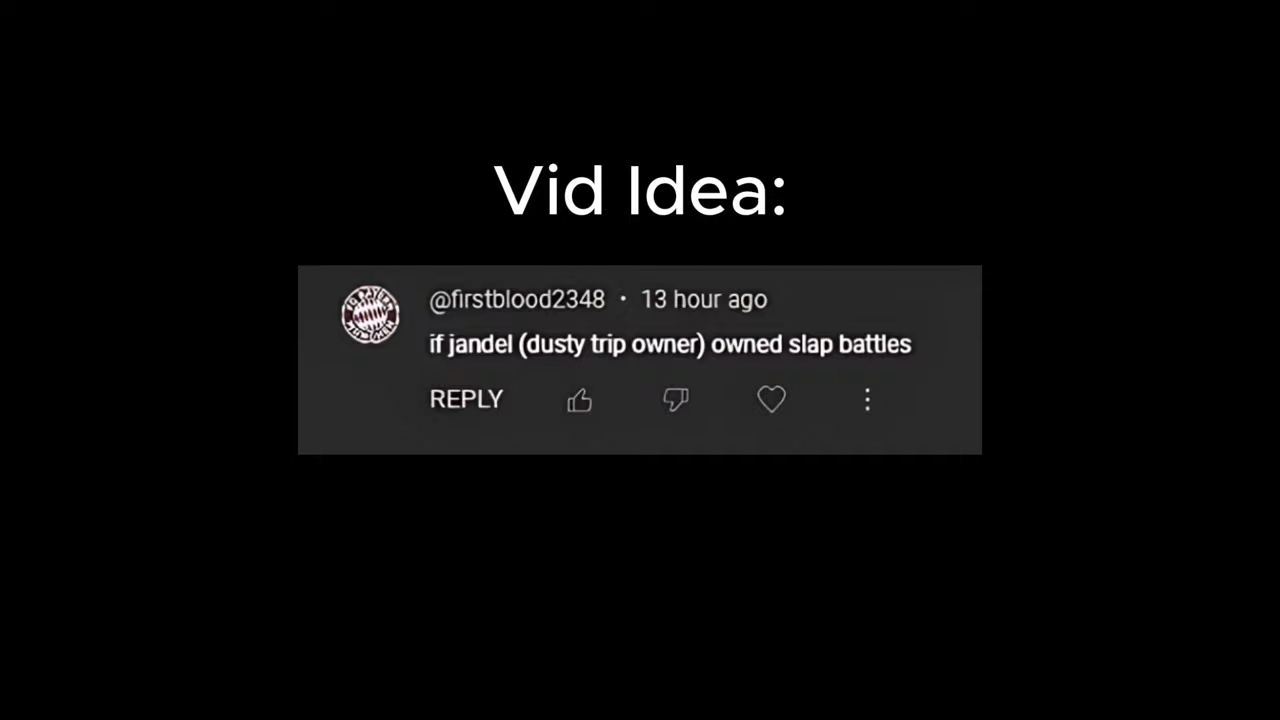 Vid Idea:
@firstblood2348 · 13 hour ago
if jandel (dusty trip owner) owned slap battles
REPLY